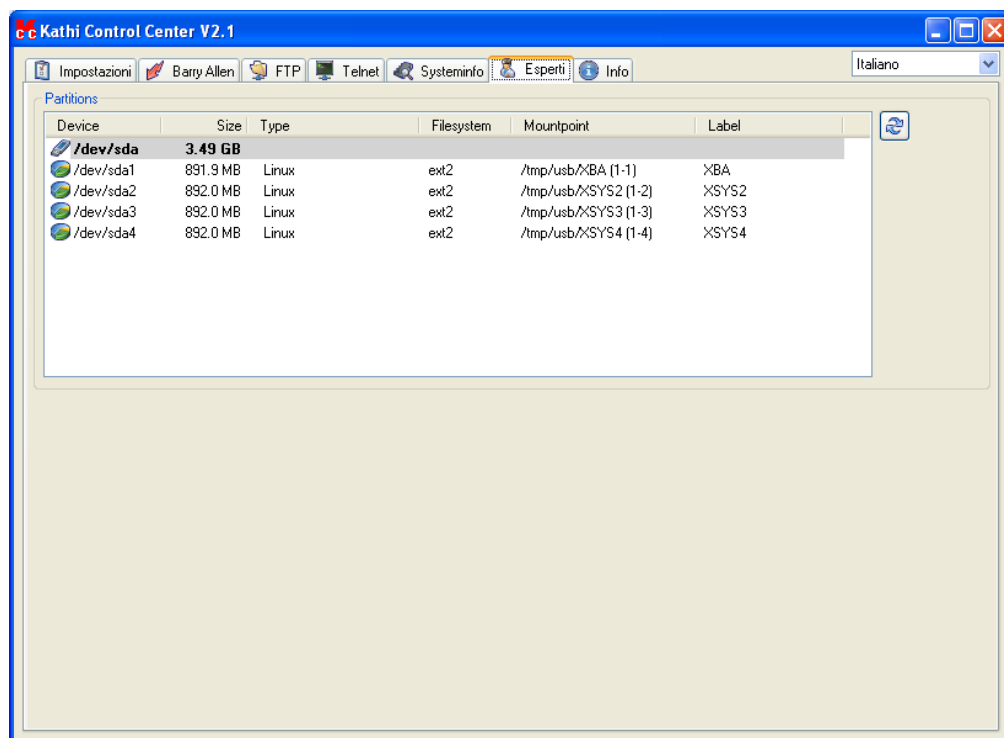 Kathi Control Center V2.1
Impostazioni Barry Allen FTP Telnet Systeminfo Esperti Info Italiano
Partitions
Device Size Type Filesystem Mountpoint Label
/dev/sda 3.49 GB
/dev/sda1 891.9 MB Linux ext2 /tmp/usb/XBA (1-1) XBA
/dev/sda2 892.0 MB Linux ext2 /tmp/usb/XSYS2 (1-2) XSYS2
/dev/sda3 892.0 MB Linux ext2 /tmp/usb/XSYS3 (1-3) XSYS3
/dev/sda4 892.0 MB Linux ext2 /tmp/usb/XSYS4 (1-4) XSYS4